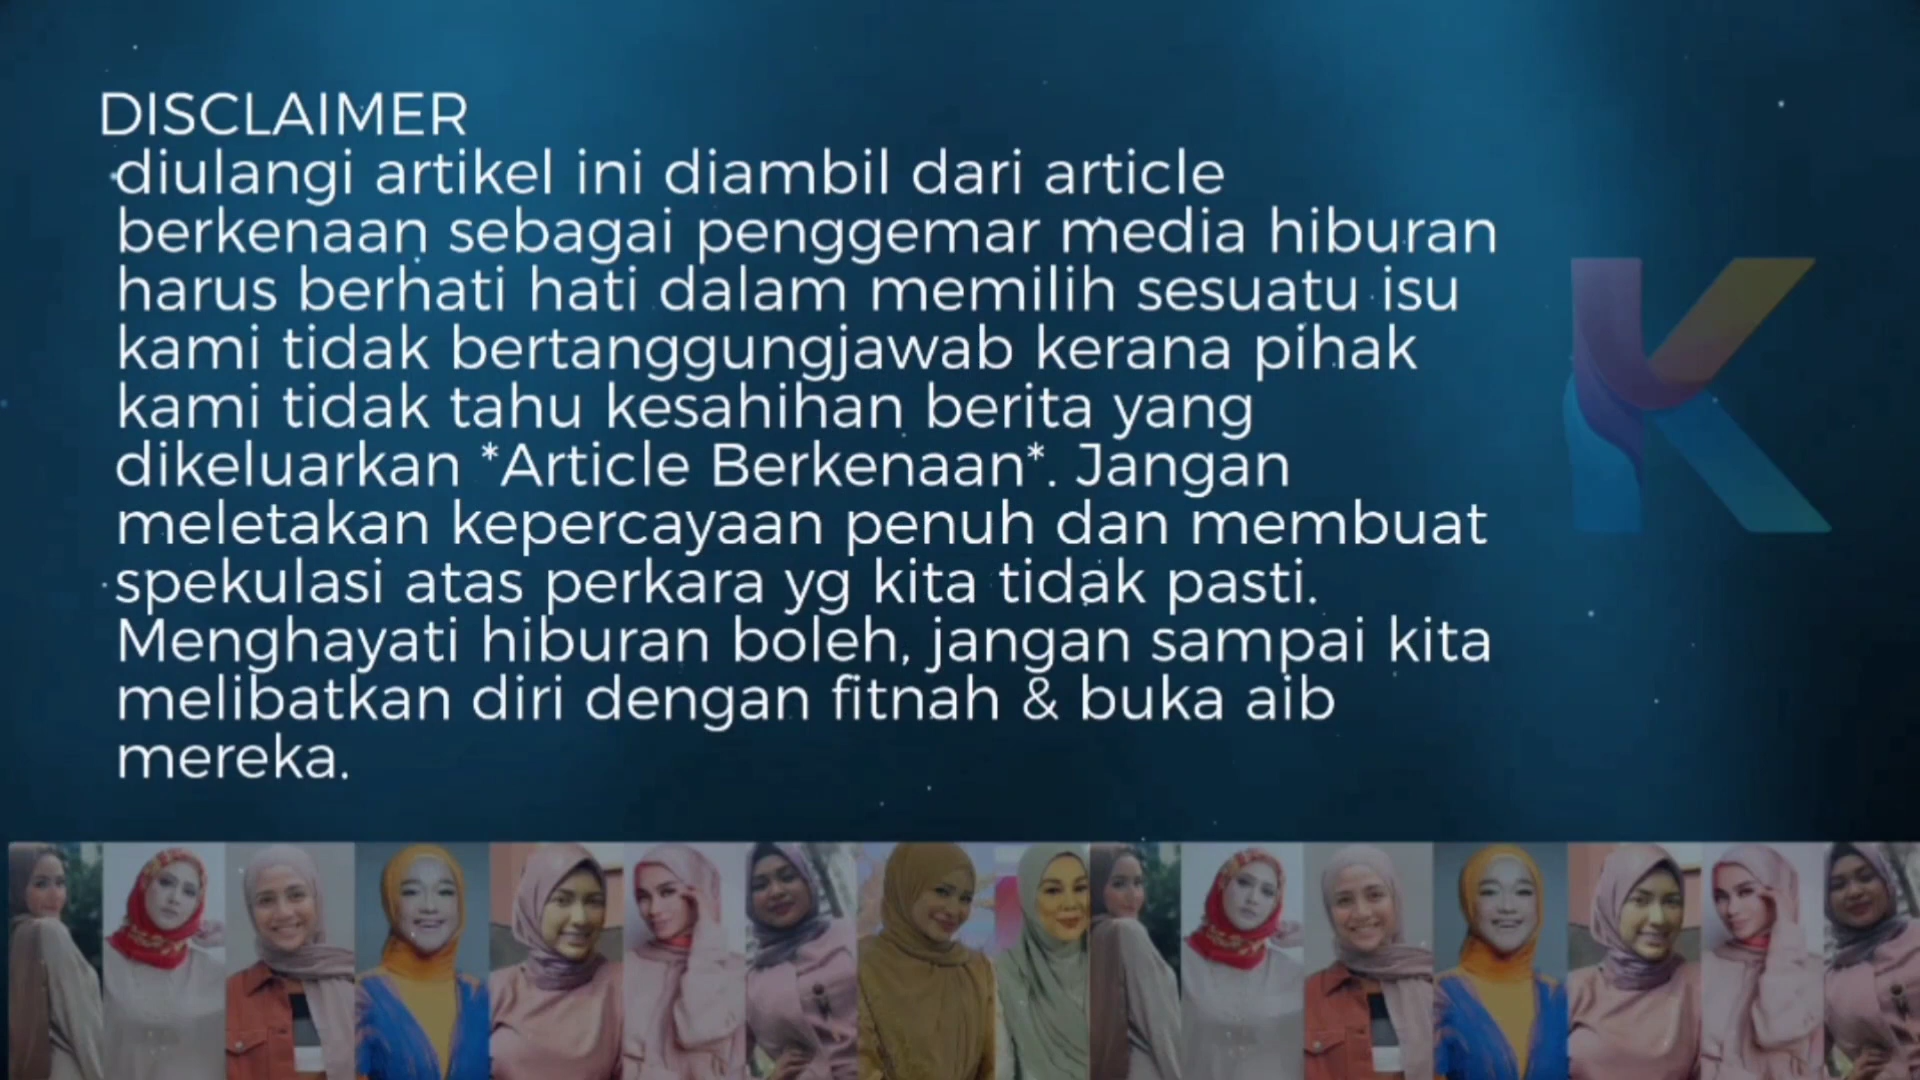 DISCLAIMER
diulangi artikel ini diambil dari article
berkenaan sebagai penggemar media hiburan
harus berhati hati dalam memilih sesuatu isu
kami tidak bertanggungjawab kerana pihak
kami tidak tahu kesahihan berita yang
dikeluarkan *Article Berkenaan*. Jangan
meletakan kepercayaan penuh dan membuat
spekulasi atas perkara yg kita tidak pasti.
Menghayati hiburan boleh, jangan sampai kita
melibatkan diri dengan fitnah & buka aib
mereka.
K